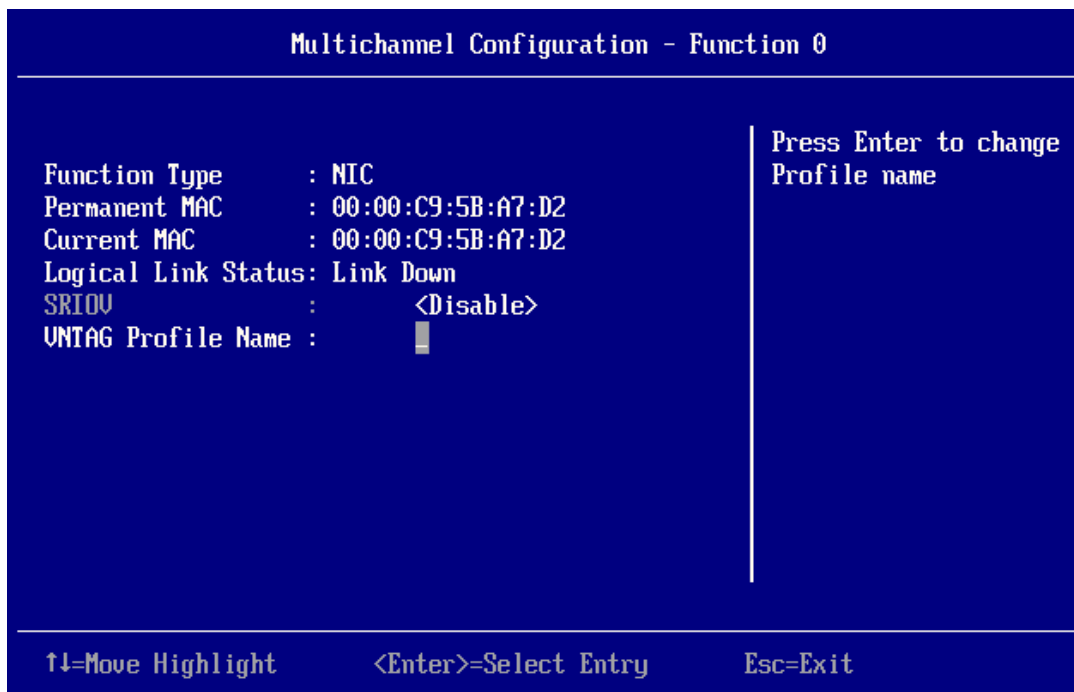 Multichannel Configuration - Function 0
Function Type : NIC
Permanent MAC : 00:00:C9:5B:A7:D2
Current MAC : 00:00:C9:5B:A7:D2
Logical Link Status: Link Down
SRIOV : <Disable>
VNTAG Profile Name : _
Press Enter to change
Profile name
↑↓=Move Highlight <Enter>=Select Entry Esc=Exit